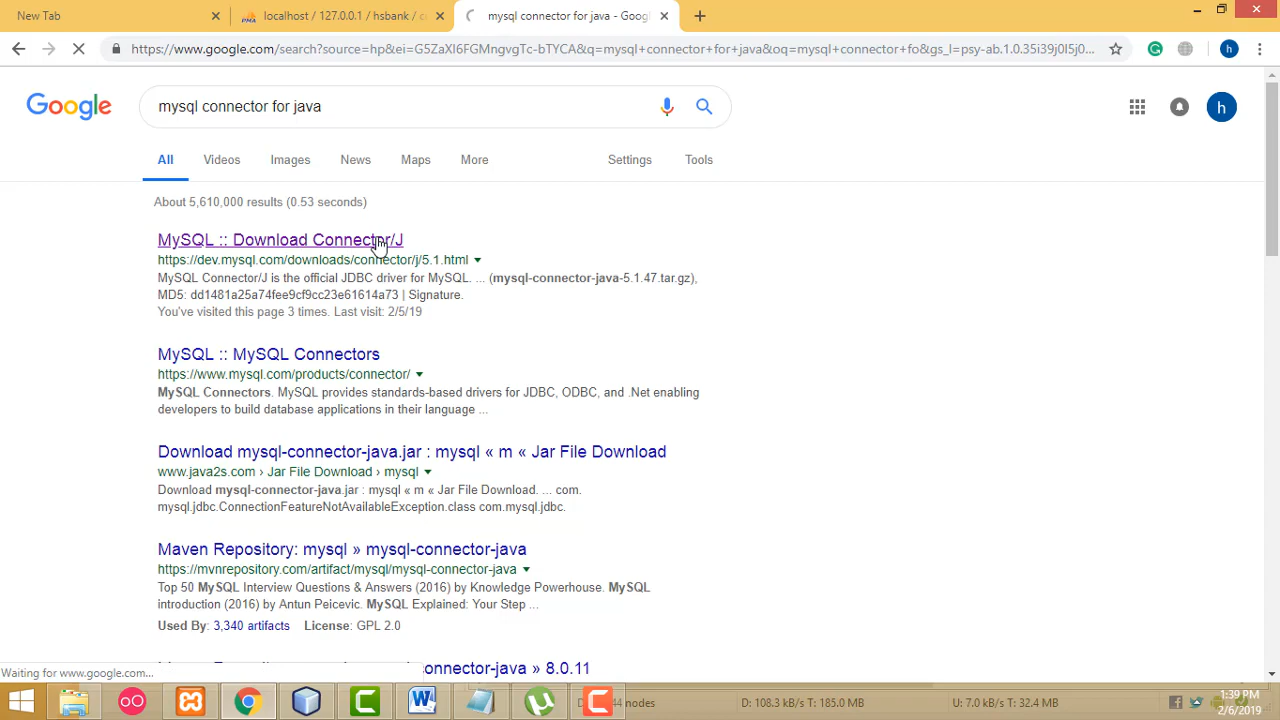 New Tab
localhost / 127.0.0.1 / hsbank / c
mysql connector for java - Goog
https://www.google.com/search?source=hp&ei=G5ZaXI6FGMngvgTc-bTYCA&q=mysql+connector+for+java&oq=mysql+connector+fo&gs_l=psy-ab.1.0.35i39j0l5j0...
h
Google
mysql connector for java
h
All
Videos
Images
News
Maps
More
Settings
Tools
About 5,610,000 results (0.53 seconds)
MySQL :: Download Connector/J
https://dev.mysql.com/downloads/connector/j/5.1.html
MySQL Connector/J is the official JDBC driver for MySQL. ... (mysql-connector-java-5.1.47.tar.gz),
MD5: dd1481a25a74fee9cf9cc23e61614a73 | Signature.
You've visited this page 3 times. Last visit: 2/5/19
MySQL :: MySQL Connectors
https://www.mysql.com/products/connector/
MySQL Connectors. MySQL provides standards-based drivers for JDBC, ODBC, and .Net enabling
developers to build database applications in their language ...
Download mysql-connector-java.jar : mysql « m « Jar File Download
www.java2s.com › Jar File Download › mysql
Download mysql-connector-java.jar : mysql « m « Jar File Download. ... com.
mysql.jdbc.ConnectionFeatureNotAvailableException.class com.mysql.jdbc.
Maven Repository: mysql » mysql-connector-java
https://mvnrepository.com/artifact/mysql/mysql-connector-java
Top 50 MySQL Interview Questions & Answers (2016) by Knowledge Powerhouse. MySQL
introduction (2016) by Antun Peicevic. MySQL Explained: Your Step ...
Used By: 3,340 artifacts License: GPL 2.0
connector-java » 8.0.11
Waiting for www.google.com...
44 nodes
D: 108.3 kB/s T: 185.0 MB
U: 7.0 kB/s T: 32.4 MB
1:39 PM
2/6/2019